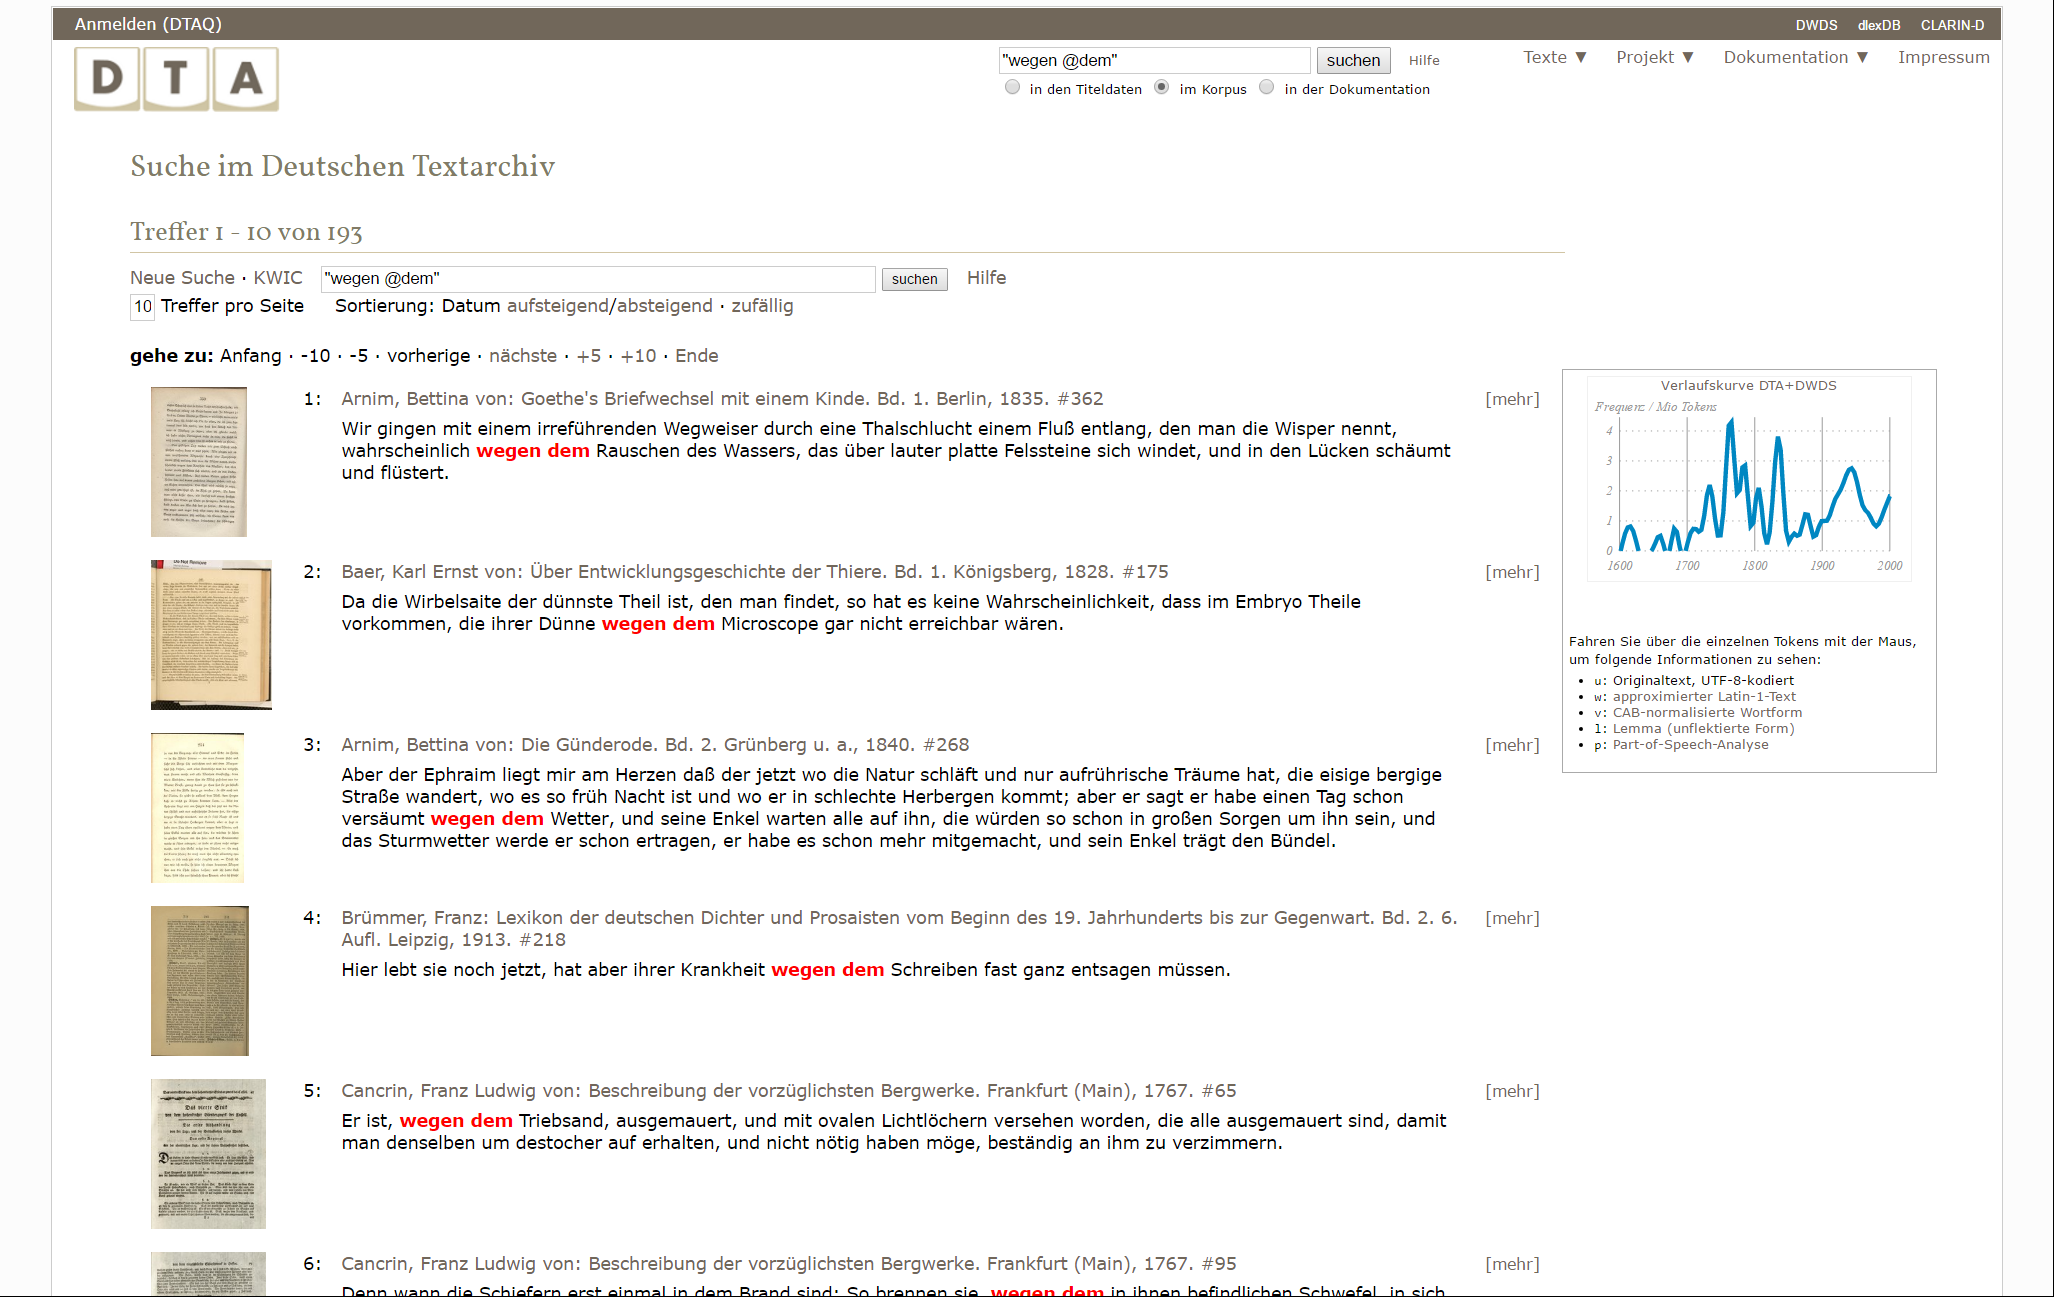 Anmelden (DTAQ)
DWDS dlexDB CLARIN-D
DTA
"wegen @dem" suchen Hilfe
in den Titeldaten im Korpus in der Dokumentation
Texte ▼ Projekt ▼ Dokumentation ▼ Impressum
Suche im Deutschen Textarchiv
Treffer 1 - 10 von 193
Neue Suche · KWIC "wegen @dem" suchen Hilfe
10 Treffer pro Seite Sortierung: Datum aufsteigend/absteigend · zufällig
gehe zu: Anfang · -10 · -5 · vorherige · nächste · +5 · +10 · Ende
1: Arnim, Bettina von: Goethe's Briefwechsel mit einem Kinde. Bd. 1. Berlin, 1835. #362 [mehr]
Wir gingen mit einem irreführenden Wegweiser durch eine Thalschlucht einem Fluß entlang, den man die Wisper nennt,
wahrscheinlich wegen dem Rauschen des Wassers, das über lauter platte Felssteine sich windet, und in den Lücken schäumt
und flüstert.
2: Baer, Karl Ernst von: Über Entwicklungsgeschichte der Thiere. Bd. 1. Königsberg, 1828. #175 [mehr]
Da die Wirbelsaite der dünnste Theil ist, den man findet, so hat es keine Wahrscheinlichkeit, dass im Embryo Theile
vorkommen, die ihrer Dünne wegen dem Microscope gar nicht erreichbar wären.
3: Arnim, Bettina von: Die Günderode. Bd. 2. Grünberg u. a., 1840. #268 [mehr]
Aber der Ephraim liegt mir am Herzen daß der jetzt wo die Natur schläft und nur aufrührische Träume hat, die eisige bergige
Straße wandert, wo es so früh Nacht ist und wo er in schlechte Herbergen kommt; aber er sagt er habe einen Tag schon
versäumt wegen dem Wetter, und seine Enkel warten alle auf ihn, die würden so schon in großen Sorgen um ihn sein, und
das Sturmwetter werde er schon ertragen, er habe es schon mehr mitgemacht, und sein Enkel trägt den Bündel.
4: Brümmer, Franz: Lexikon der deutschen Dichter und Prosaisten vom Beginn des 19. Jahrhunderts bis zur Gegenwart. Bd. 2. 6. [mehr]
Aufl. Leipzig, 1913. #218
Hier lebt sie noch jetzt, hat aber ihrer Krankheit wegen dem Schreiben fast ganz entsagen müssen.
5: Cancrin, Franz Ludwig von: Beschreibung der vorzüglichsten Bergwerke. Frankfurt (Main), 1767. #65 [mehr]
Er ist, wegen dem Triebsand, ausgemauert, und mit ovalen Lichtlöchern versehen worden, die alle ausgemauert sind, damit
man denselben um destocher auf erhalten, und nicht nötig haben möge, beständig an ihm zu verzimmern.
6: Cancrin, Franz Ludwig von: Beschreibung der vorzüglichsten Bergwerke. Frankfurt (Main), 1767. #95 [mehr]
Denn wann die Schiefern erst einmal in dem Brand sind: So brennen sie, wegen dem in ihnen befindlichen Schwefel, in sich
Verlaufskurve DTA+DWDS
Frequenz / Mio Tokens
4
3
2
1
0
1600 1700 1800 1900 2000
Fahren Sie über die einzelnen Tokens mit der Maus,
um folgende Informationen zu sehen:
• u: Originaltext, UTF-8-kodiert
• w: approximierter Latin-1-Text
• v: CAB-normalisierte Wortform
• l: Lemma (unflektierte Form)
• p: Part-of-Speech-Analyse